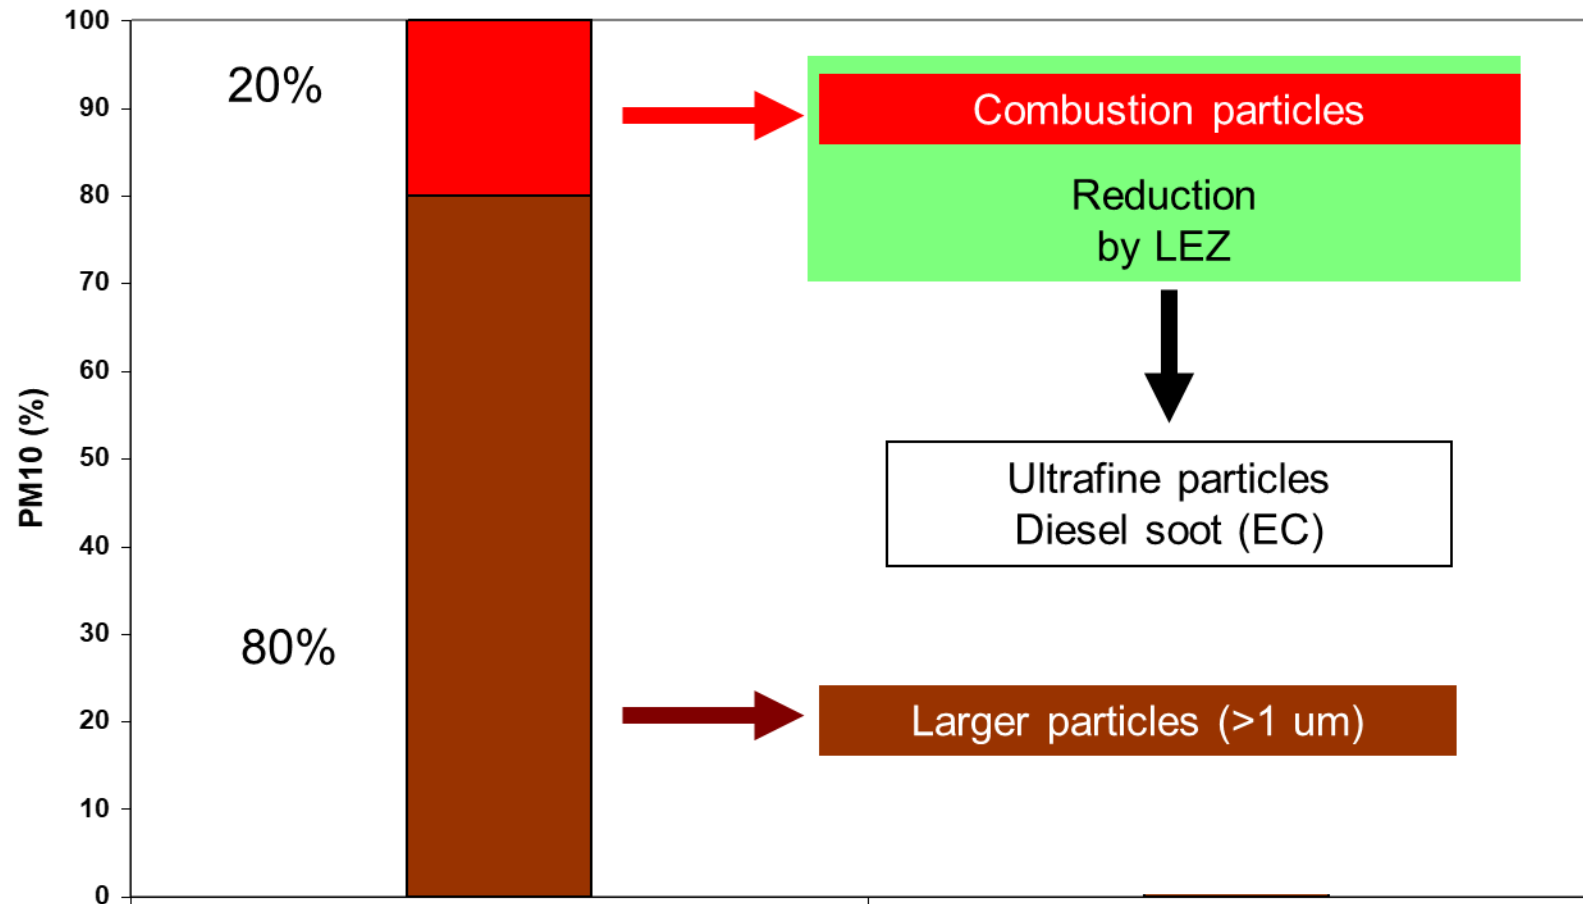 100
90
80
70
60
50
40
30
20
10
0
PM10 (%)
20%
80%
Combustion particles
Reduction
by LEZ
Ultrafine particles
Diesel soot (EC)
Larger particles (>1 um)